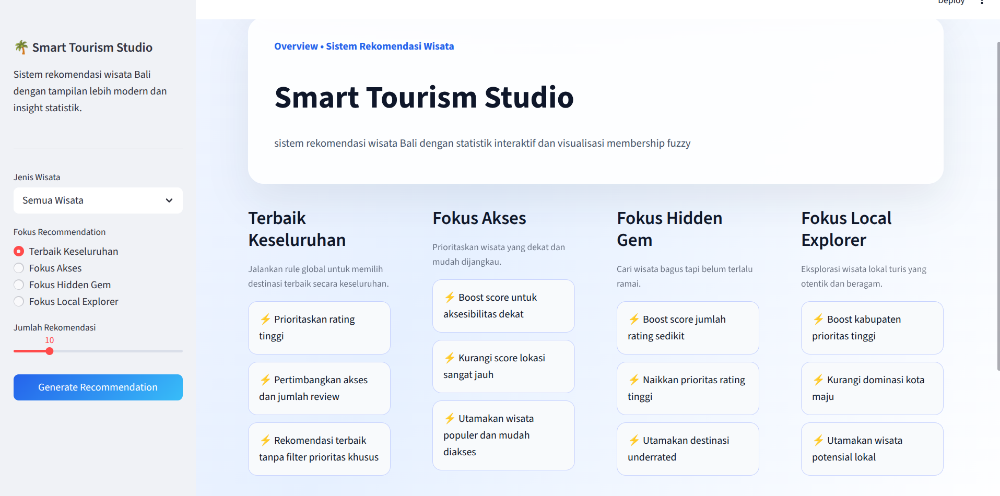 Deploy
🌴 Smart Tourism Studio
Sistem rekomendasi wisata Bali
dengan tampilan lebih modern dan
insight statistik.
Jenis Wisata
Semua Wisata
Fokus Recommendation
Terbaik Keseluruhan
Fokus Akses
Fokus Hidden Gem
Fokus Local Explorer
Jumlah Rekomendasi
10
Generate Recommendation
Overview • Sistem Rekomendasi Wisata
Smart Tourism Studio
sistem rekomendasi wisata Bali dengan statistik interaktif dan visualisasi membership fuzzy
Terbaik
Keseluruhan
Jalankan rule global untuk memilih
destinasi terbaik secara keseluruhan.
⚡ Prioritaskan rating
tinggi
⚡ Pertimbangkan akses
dan jumlah review
⚡ Rekomendasi terbaik
tanpa filter prioritas khusus
Fokus Akses
Prioritaskan wisata yang dekat dan
mudah dijangkau.
⚡ Boost score untuk
aksesibilitas dekat
⚡ Kurangi score lokasi
sangat jauh
⚡ Utamakan wisata
populer dan mudah
diakses
Fokus Hidden
Gem
Cari wisata bagus tapi belum terlalu
ramai.
⚡ Boost score jumlah
rating sedikit
⚡ Naikkan prioritas rating
tinggi
⚡ Utamakan destinasi
underrated
Fokus Local
Explorer
Eksplorasi wisata lokal turis yang
otentik dan beragam.
⚡ Boost kabupaten
prioritas tinggi
⚡ Kurangi dominasi kota
maju
⚡ Utamakan wisata
potensial lokal